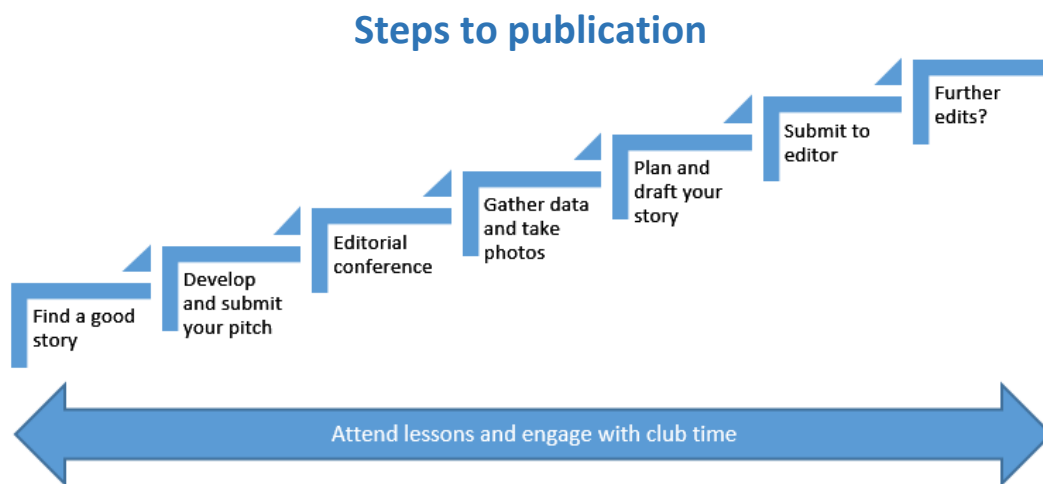 Steps to publication
Find a good
story
Develop
and submit
your pitch
Editorial
conference
Gather data
and take
photos
Plan and
draft your
story
Submit to
editor
Further
edits?
Attend lessons and engage with club time